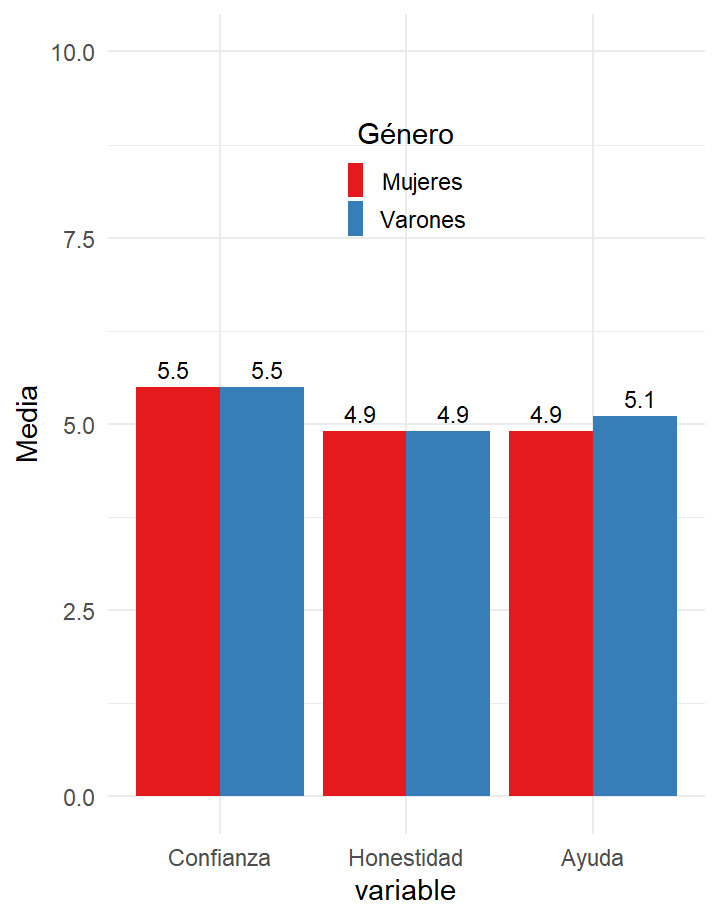 10.0
Género
Mujeres
Varones
7.5
5.5 5.5
4.9 4.9 4.9 5.1
5.0
Media
2.5
0.0
Confianza Honestidad Ayuda
variable